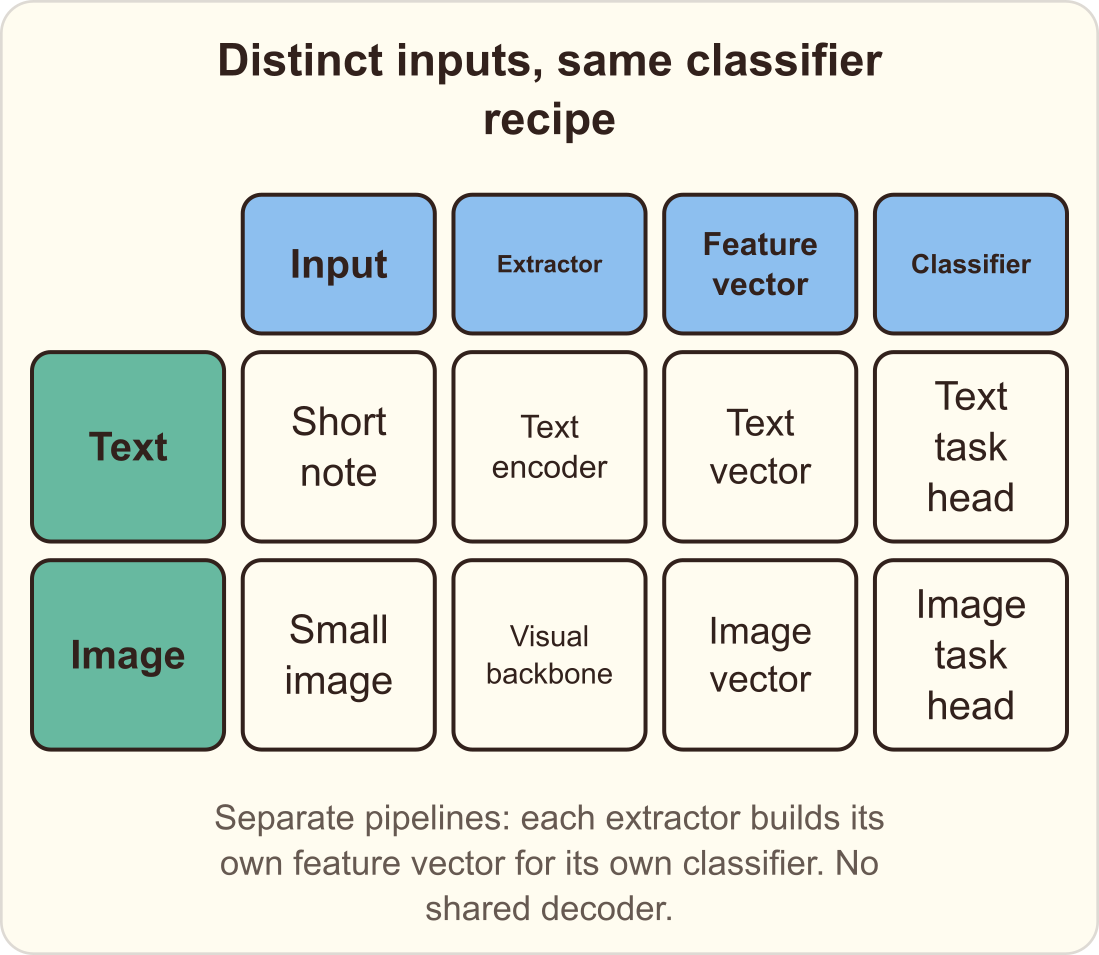 Distinct inputs, same classifier
recipe
Input
Extractor
Feature
vector
Classifier
Text
Short
note
Text
encoder
Text
vector
Text
task
head
Image
Small
image
Visual
backbone
Image
vector
Image
task
head
Separate pipelines: each extractor builds its
own feature vector for its own classifier. No
shared decoder.